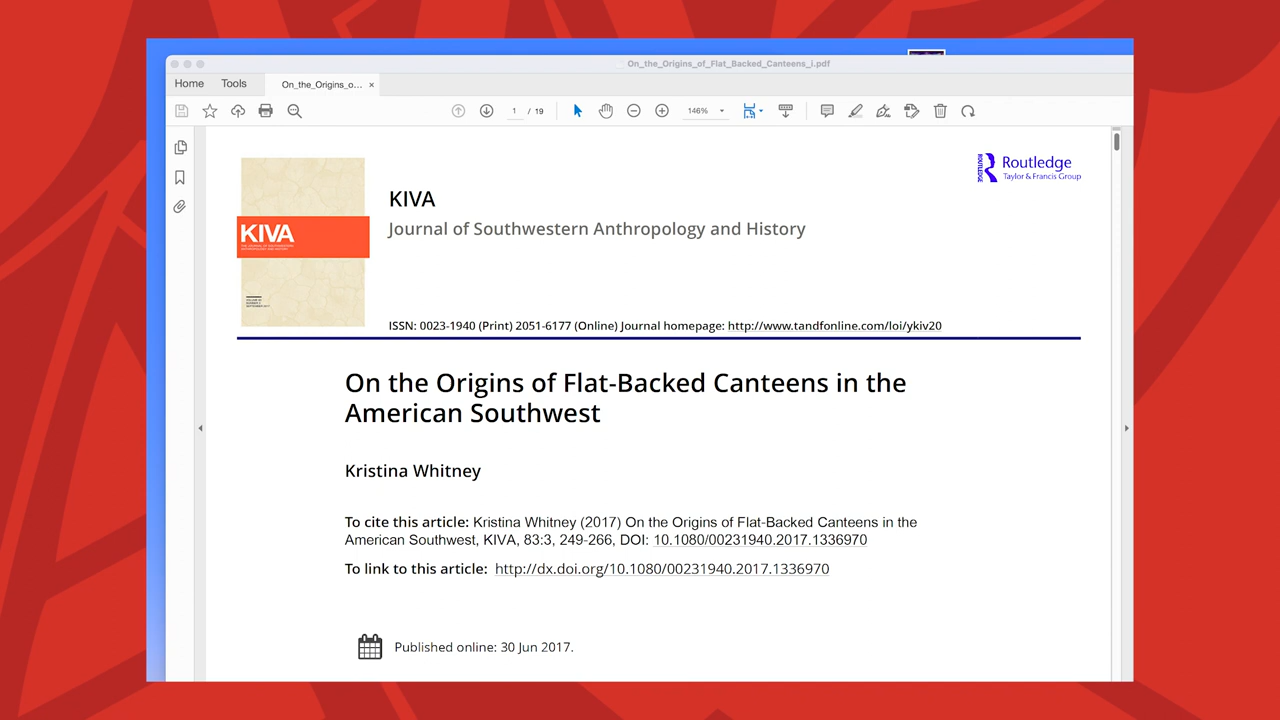 On_the_Origins_of_Flat_Backed_Canteens_i.pdf
Home Tools On_the_Origins_o... ×
1 / 19 146%
KIVA
Journal of Southwestern Anthropology and History
Routledge
Taylor & Francis Group
ROUTLEDGE
KIVA
ISSN: 0023-1940 (Print) 2051-6177 (Online) Journal homepage: http://www.tandfonline.com/loi/ykiv20
On the Origins of Flat-Backed Canteens in the
American Southwest
Kristina Whitney
To cite this article: Kristina Whitney (2017) On the Origins of Flat-Backed Canteens in the
American Southwest, KIVA, 83:3, 249-266, DOI: 10.1080/00231940.2017.1336970
To link to this article: http://dx.doi.org/10.1080/00231940.2017.1336970
Published online: 30 Jun 2017.